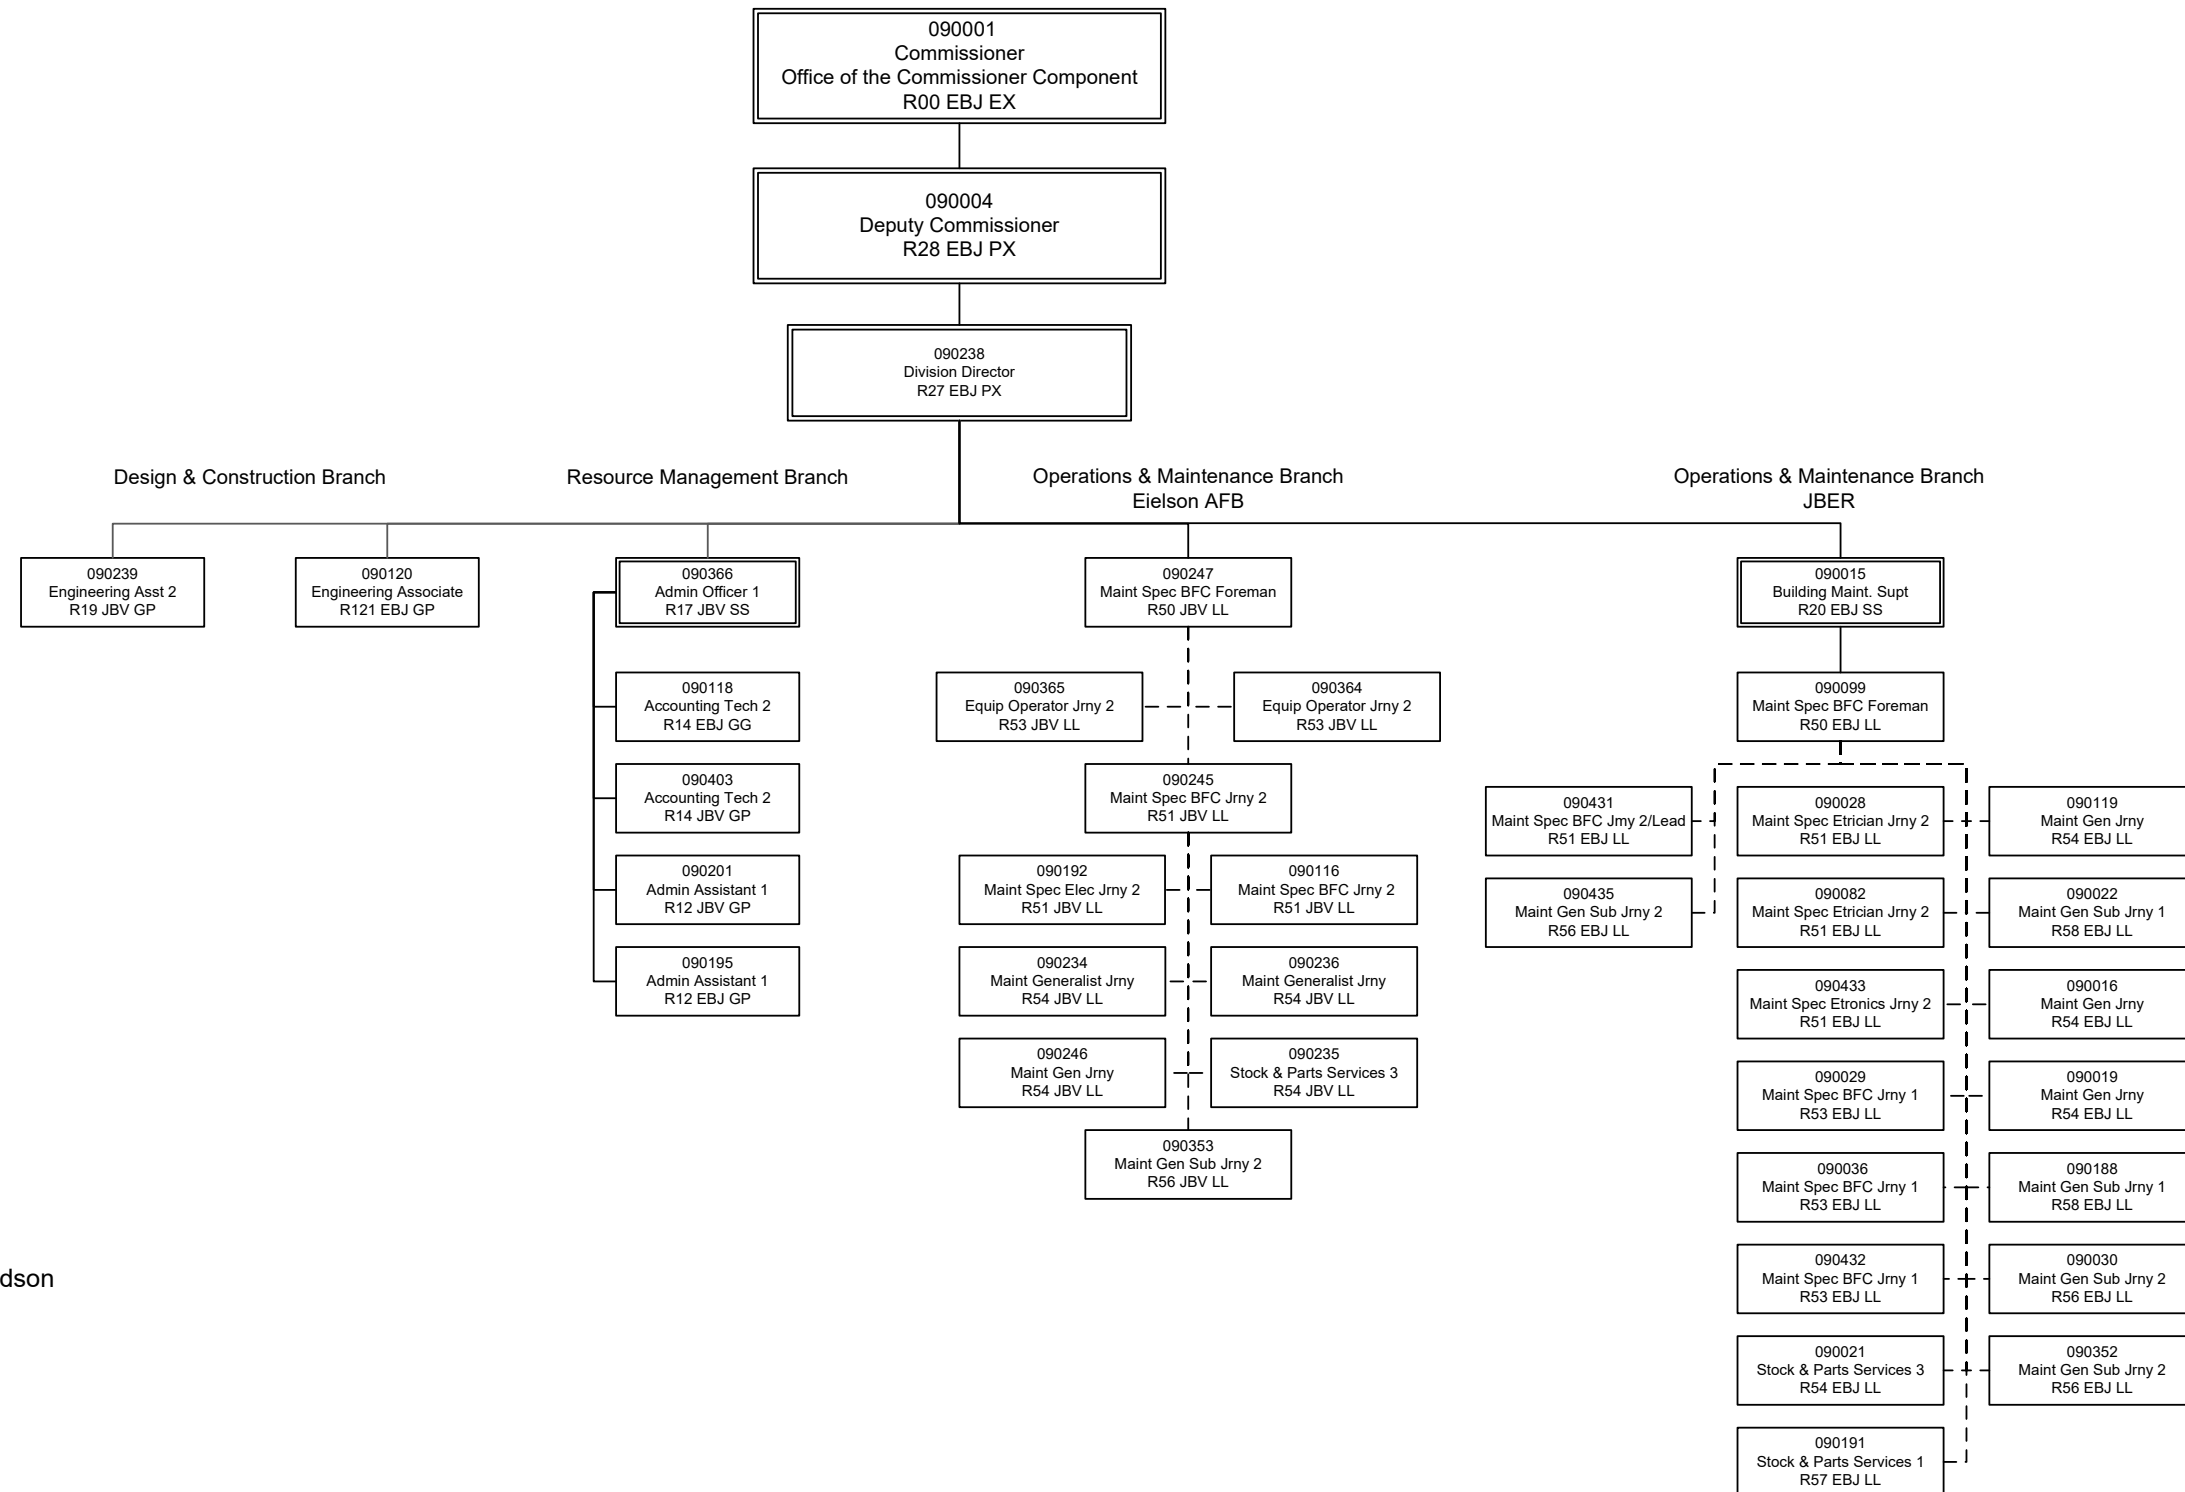 090001
Commissioner
Office of the Commissioner Component
R00 EBJ EX
090004
Deputy Commissioner
R28 EBJ PX
090238
Division Director
R27 EBJ PX
Design & Construction Branch
Resource Management Branch
Operations & Maintenance Branch
Eielson AFB
Operations & Maintenance Branch
JBER
090239
Engineering Asst 2
R19 JBV GP
090120
Engineering Associate
R121 EBJ GP
090366
Admin Officer 1
R17 JBV SS
090118
Accounting Tech 2
R14 EBJ GG
090403
Accounting Tech 2
R14 JBV GP
090201
Admin Assistant 1
R12 JBV GP
090195
Admin Assistant 1
R12 EBJ GP
090247
Maint Spec BFC Foreman
R50 JBV LL
090365
Equip Operator Jrny 2
R53 JBV LL
090364
Equip Operator Jrny 2
R53 JBV LL
090245
Maint Spec BFC Jrny 2
R51 JBV LL
090192
Maint Spec Elec Jrny 2
R51 JBV LL
090116
Maint Spec BFC Jrny 2
R51 JBV LL
090234
Maint Generalist Jrny
R54 JBV LL
090236
Maint Generalist Jrny
R54 JBV LL
090246
Maint Gen Jrny
R54 JBV LL
090235
Stock & Parts Services 3
R54 JBV LL
090353
Maint Gen Sub Jrny 2
R56 JBV LL
090015
Building Maint. Supt
R20 EBJ SS
090099
Maint Spec BFC Foreman
R50 EBJ LL
090431
Maint Spec BFC Jmy 2/Lead
R51 EBJ LL
090028
Maint Spec Etrician Jrny 2
R51 EBJ LL
090119
Maint Gen Jrny
R54 EBJ LL
090435
Maint Gen Sub Jrny 2
R56 EBJ LL
090082
Maint Spec Etrician Jrny 2
R51 EBJ LL
090022
Maint Gen Sub Jrny 1
R58 EBJ LL
090433
Maint Spec Etronics Jrny 2
R51 EBJ LL
090016
Maint Gen Jrny
R54 EBJ LL
090029
Maint Spec BFC Jrny 1
R53 EBJ LL
090019
Maint Gen Jrny
R54 EBJ LL
090036
Maint Spec BFC Jrny 1
R53 EBJ LL
090188
Maint Gen Sub Jrny 1
R58 EBJ LL
090432
Maint Spec BFC Jrny 1
R53 EBJ LL
090030
Maint Gen Sub Jrny 2
R56 EBJ LL
090021
Stock & Parts Services 3
R54 EBJ LL
090352
Maint Gen Sub Jrny 2
R56 EBJ LL
090191
Stock & Parts Services 1
R57 EBJ LL
dson